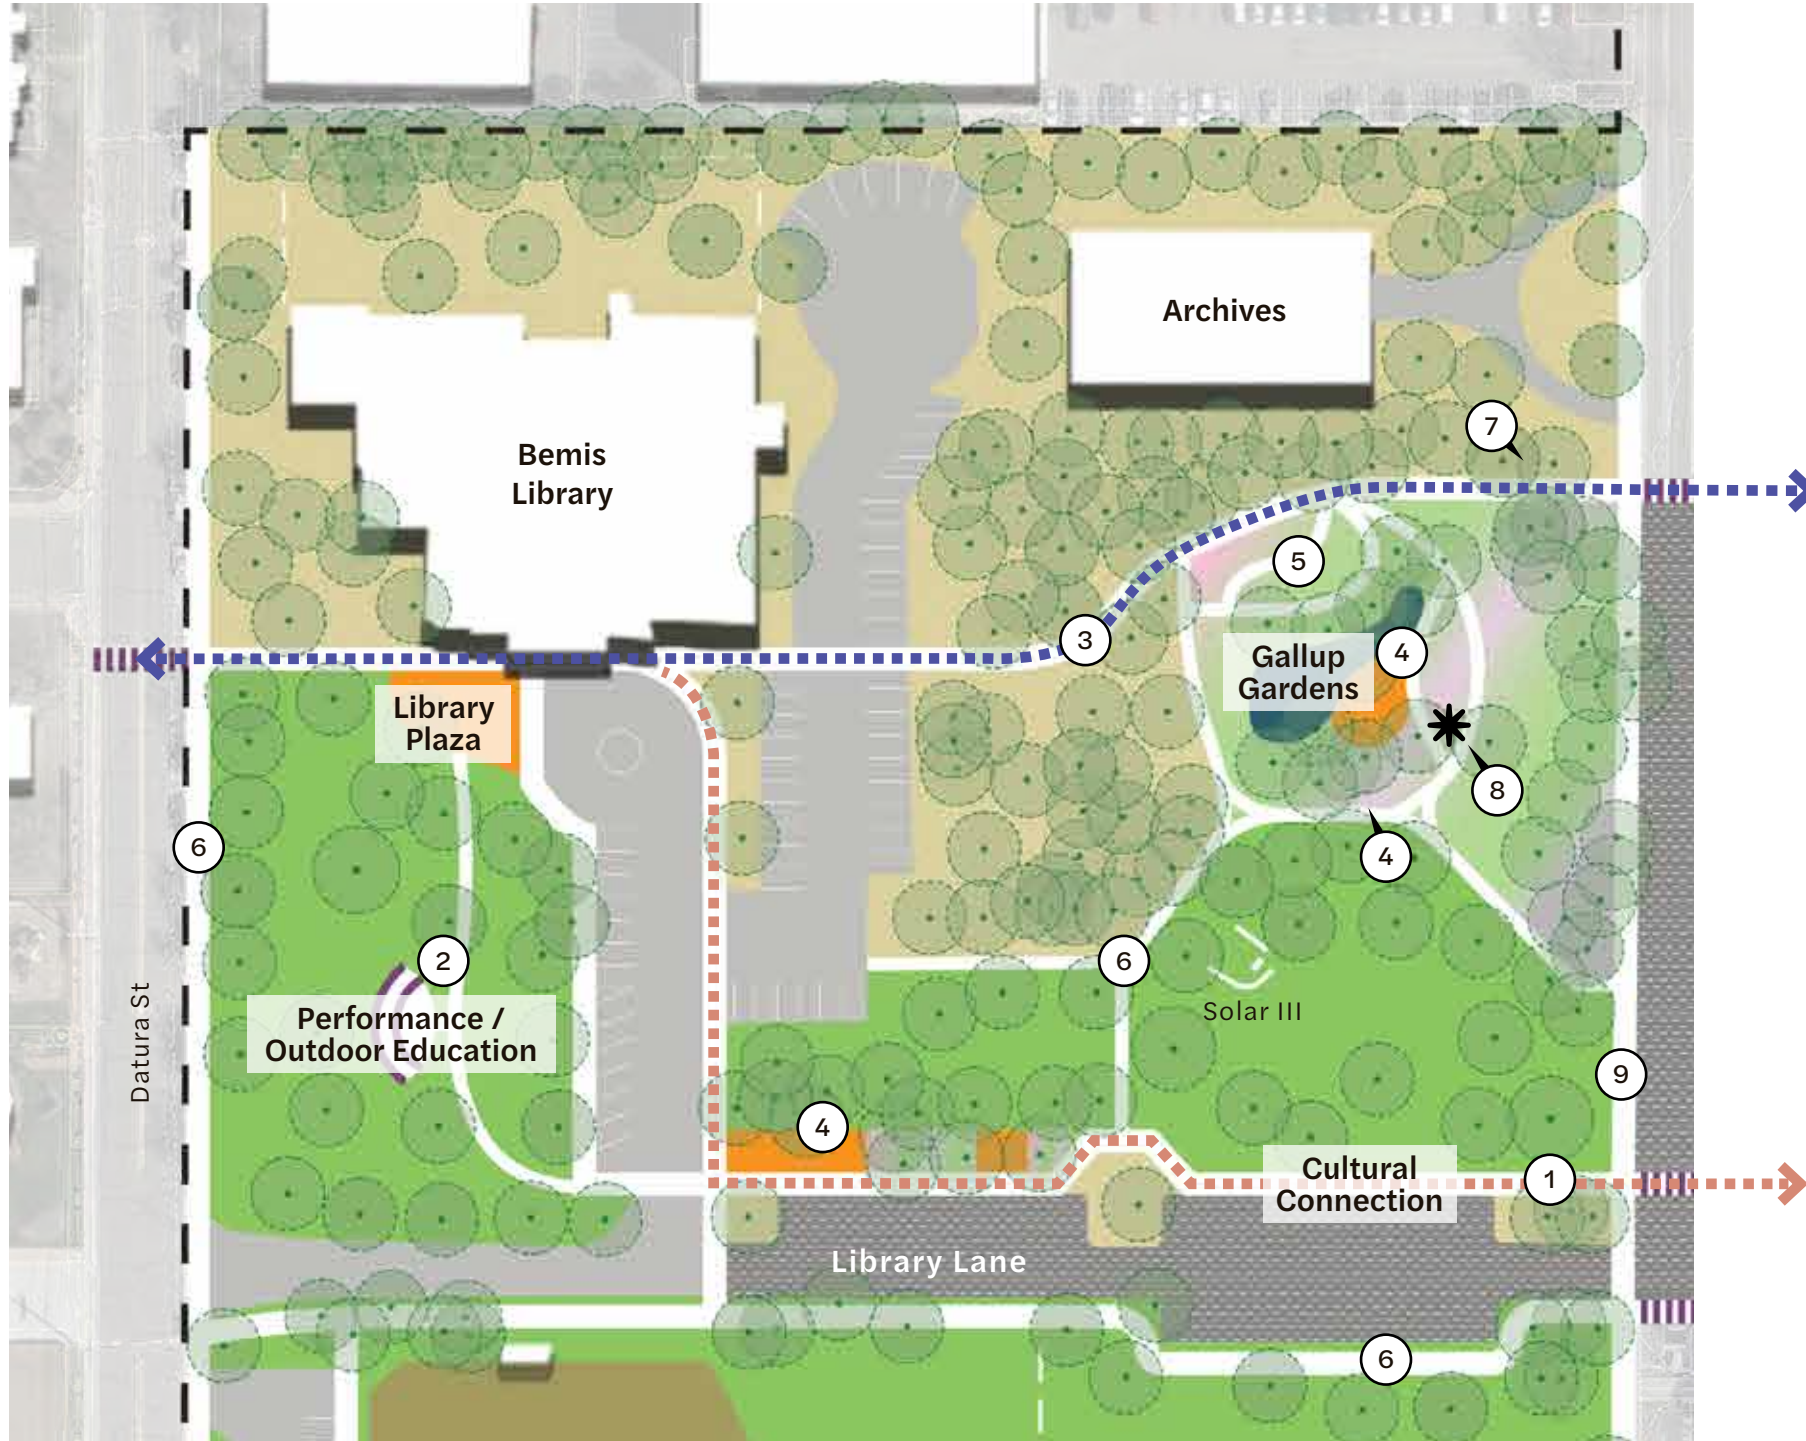 Archives
7
Bemis
Library
5
3
Gallup
Gardens
4
Library
Plaza
8
6
4
2
6
Solar III
Performance /
Outdoor Education
Datura St
9
4
Cultural
Connection
1
Library Lane
6